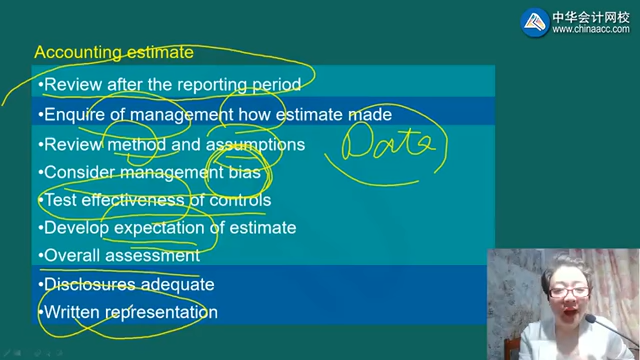 中华会计网校
www.chinaacc.com
Accounting estimate
•Review after the reporting period
•Enquire of management how estimate made
•Review method and assumptions
Data
•Consider management bias
•Test effectiveness of controls
•Develop expectation of estimate
•Overall assessment
•Disclosures adequate
•Written representation